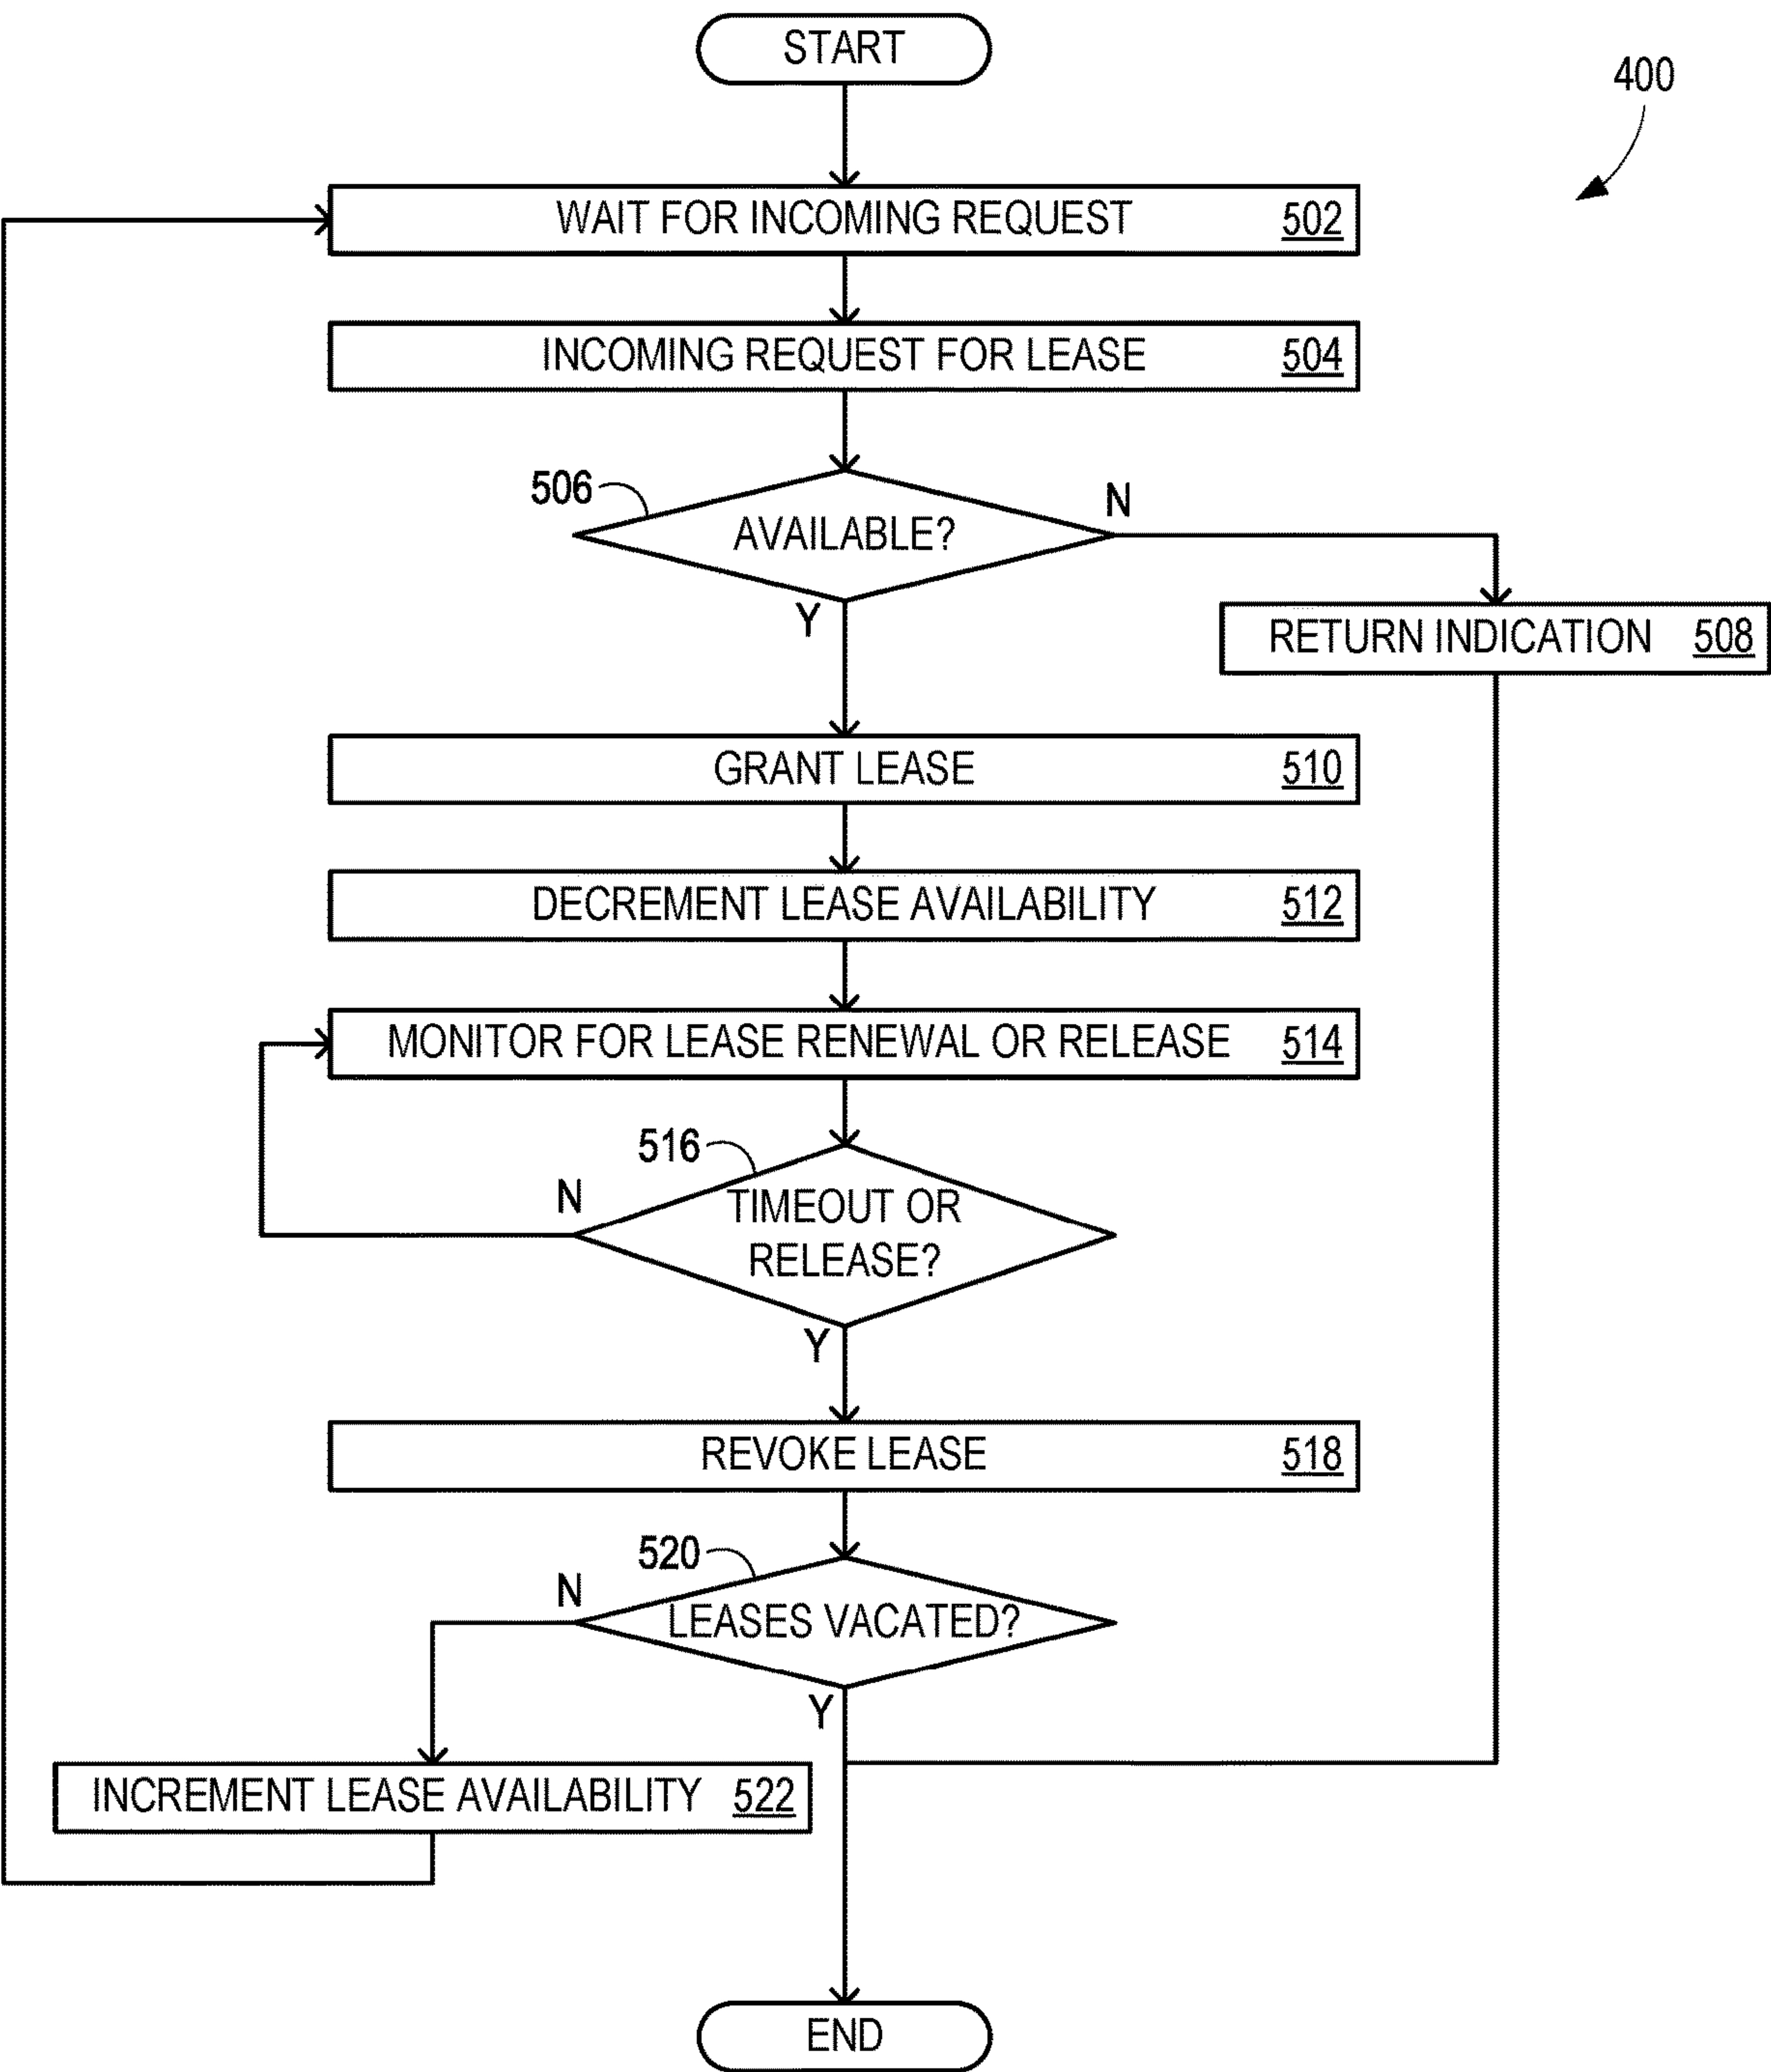 START
400
WAIT FOR INCOMING REQUEST 502
INCOMING REQUEST FOR LEASE 504
506
N
AVAILABLE?
Y
RETURN INDICATION 508
GRANT LEASE 510
DECREMENT LEASE AVAILABILITY 512
MONITOR FOR LEASE RENEWAL OR RELEASE 514
516
N
TIMEOUT OR
RELEASE?
Y
REVOKE LEASE 518
520
N
LEASES VACATED?
Y
INCREMENT LEASE AVAILABILITY 522
END